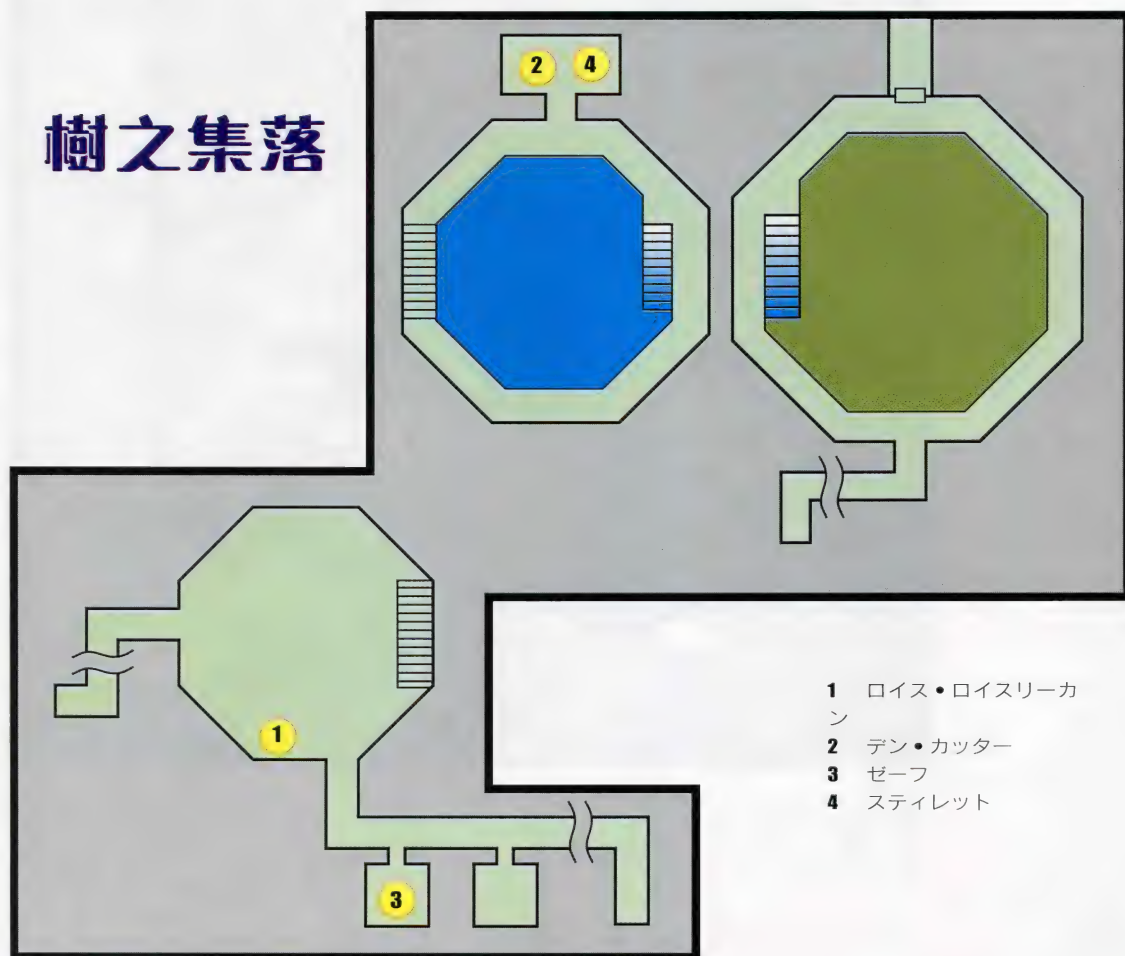 樹之集落
2 4
1
3
1 ロイス・ロイスリーカ
ン
2 デン・カッター
3 ゼーフ
4 スティレット